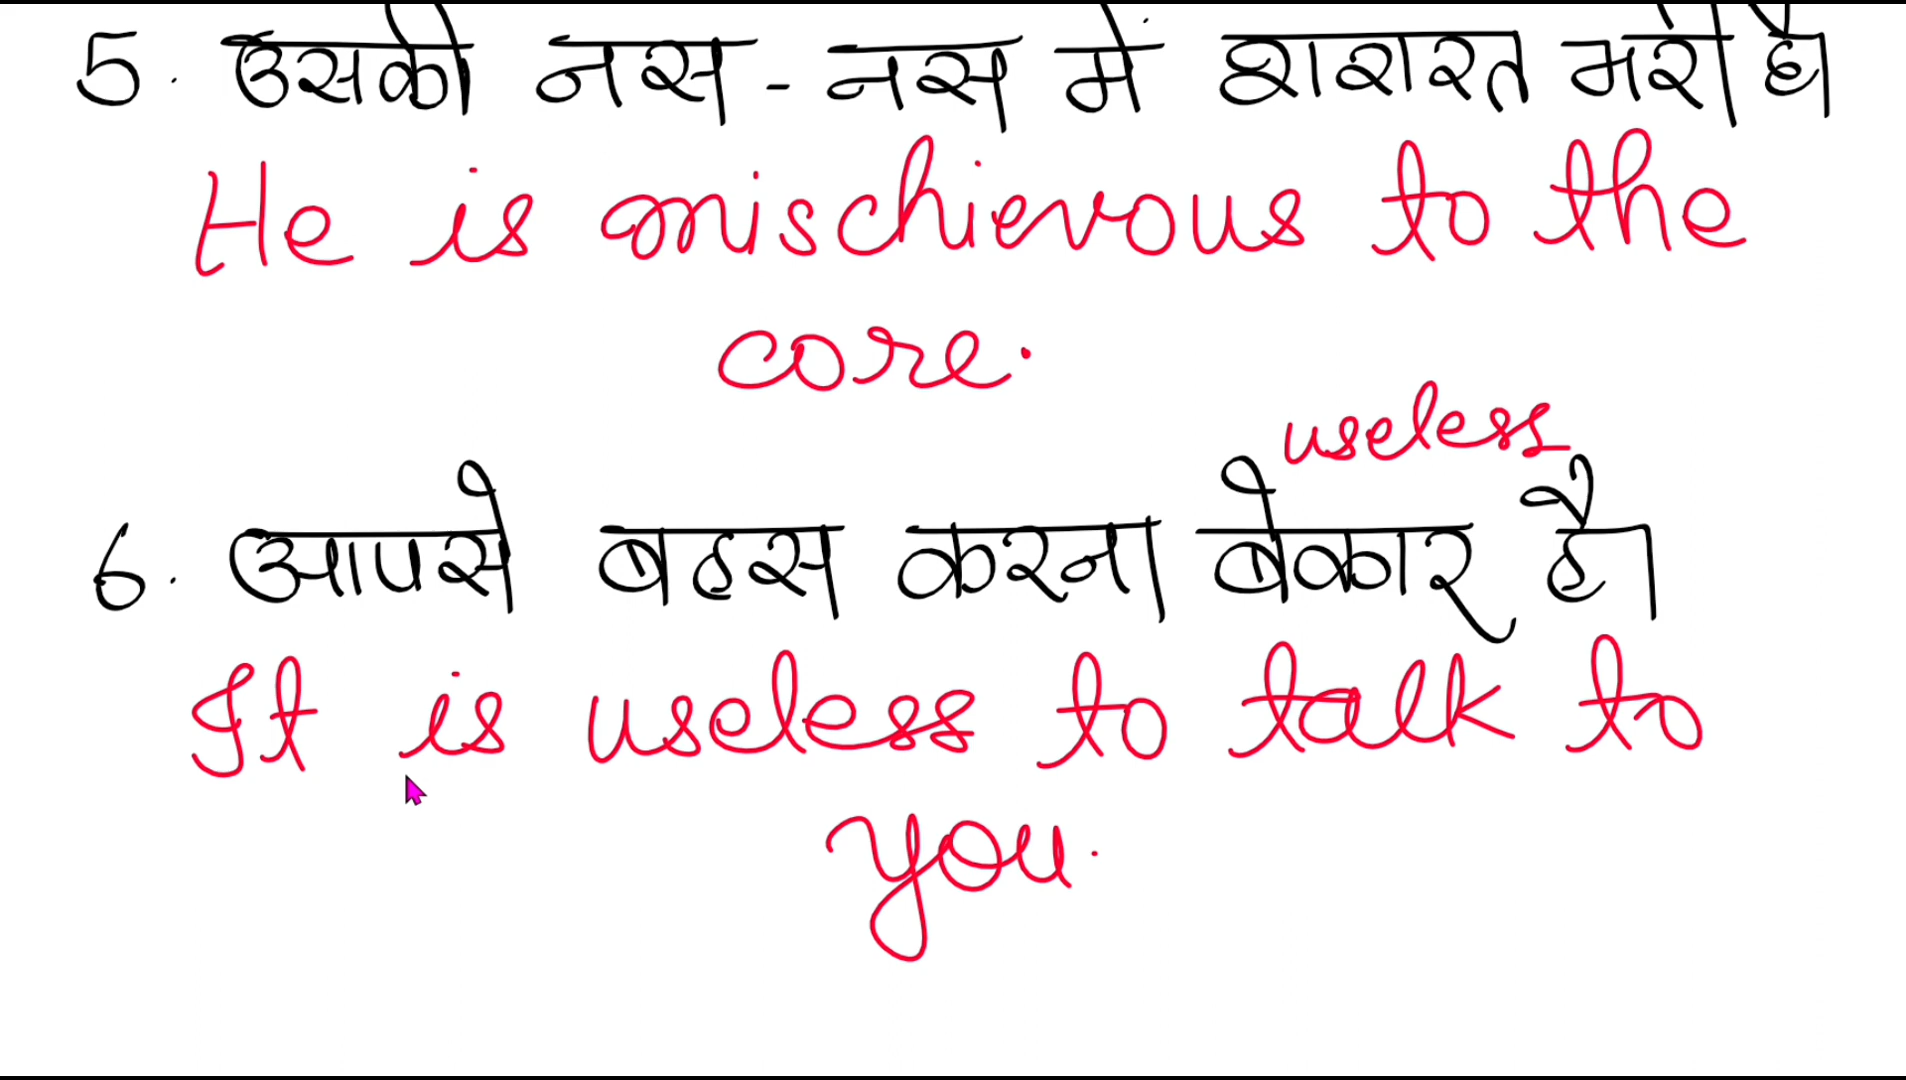 5. उसकी नस-नस में शरारत भरी है।
He is mischievous to the
core.
useless
6. आपसे बहस करना बेकार है।
It is useless to talk to
you.